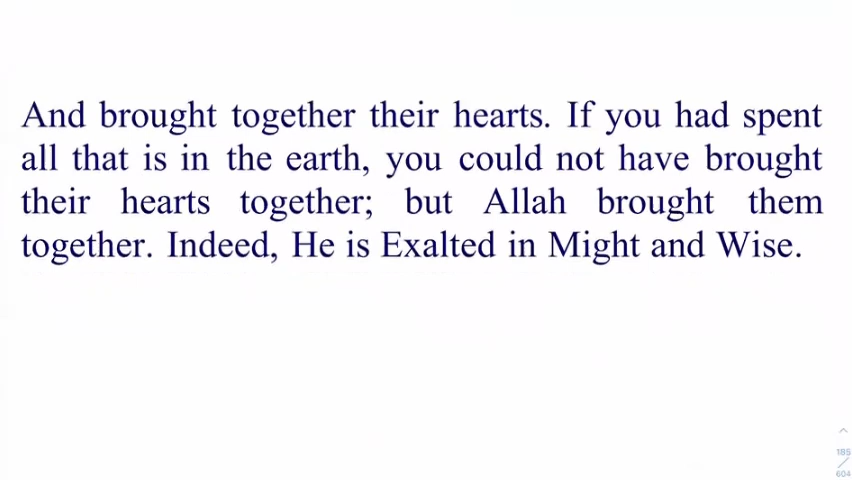 And brought together their hearts. If you had spent
all that is in the earth, you could not have brought
their hearts together; but Allah brought them
together. Indeed, He is Exalted in Might and Wise.
185
/
604